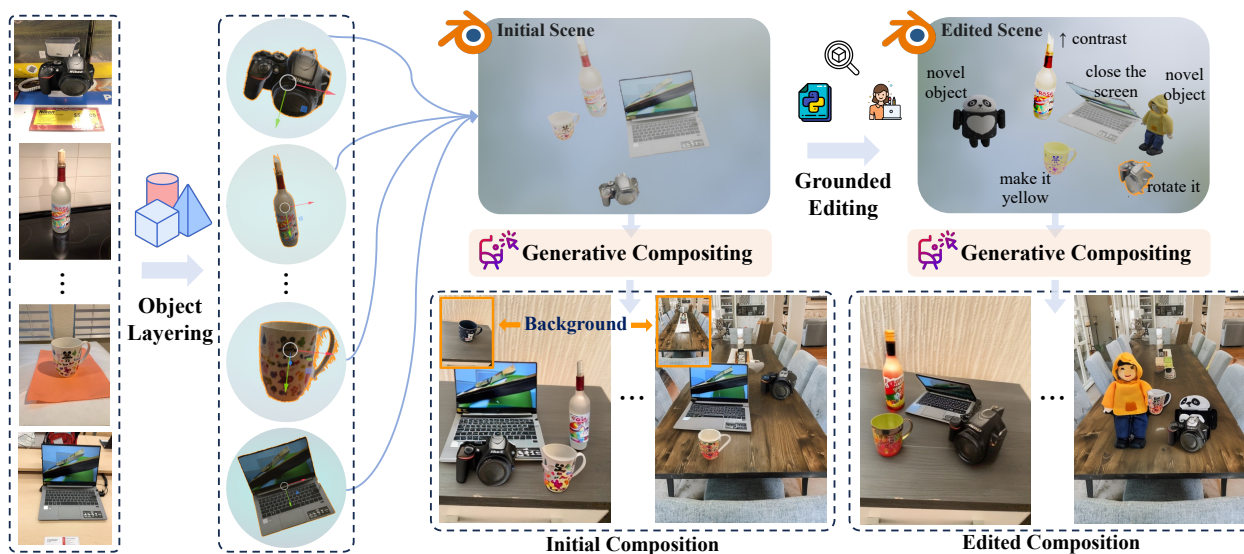 Initial Scene
Edited Scene
↑ contrast
novel
object
close the
screen
novel
object
make it
yellow
rotate it
Grounded
Editing
Object
Layering
Generative Compositing
Generative Compositing
Background
Initial Composition
Edited Composition